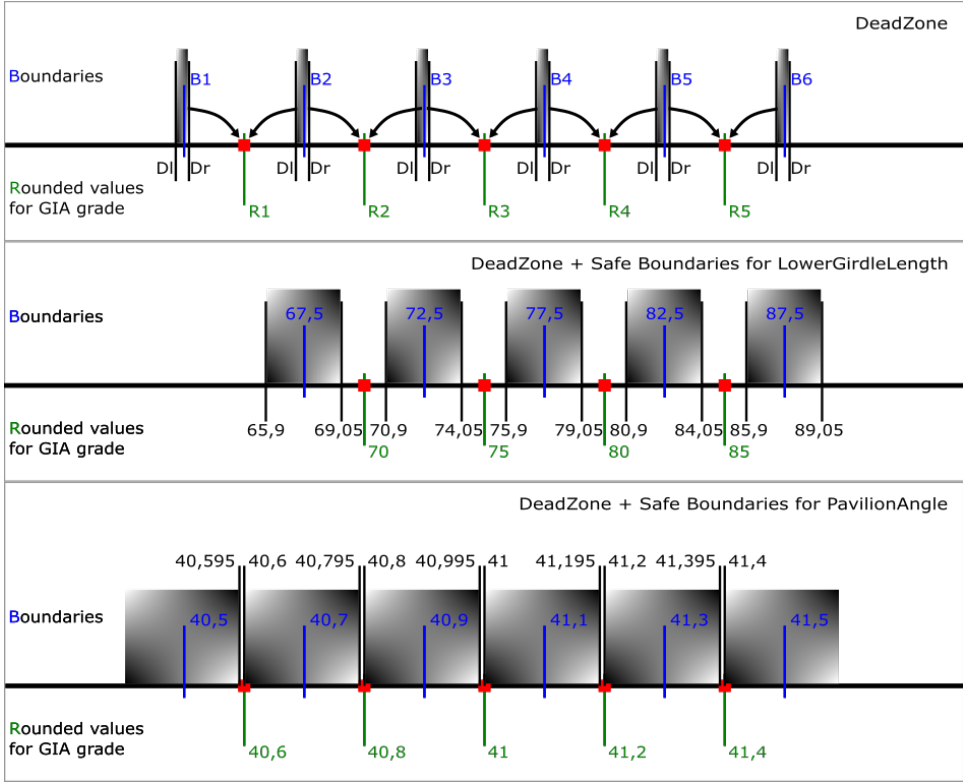 DeadZone
Boundaries
B1 B2 B3 B4 B5 B6
Dl Dr Dl Dr Dl Dr Dl Dr Dl Dr Dl Dr
Rounded values
for GIA grade
R1 R2 R3 R4 R5
DeadZone + Safe Boundaries for LowerGirdleLength
Boundaries
67,5 72,5 77,5 82,5 87,5
Rounded values
for GIA grade
65,9 69,05 70,9 74,05 75,9 79,05 80,9 84,05 85,9 89,05
70 75 80 85
DeadZone + Safe Boundaries for PavilionAngle
40,595 40,6 40,795 40,8 40,995 41 41,195 41,2 41,395 41,4
Boundaries
40,5 40,7 40,9 41,1 41,3 41,5
Rounded values
for GIA grade
40,6 40,8 41 41,2 41,4